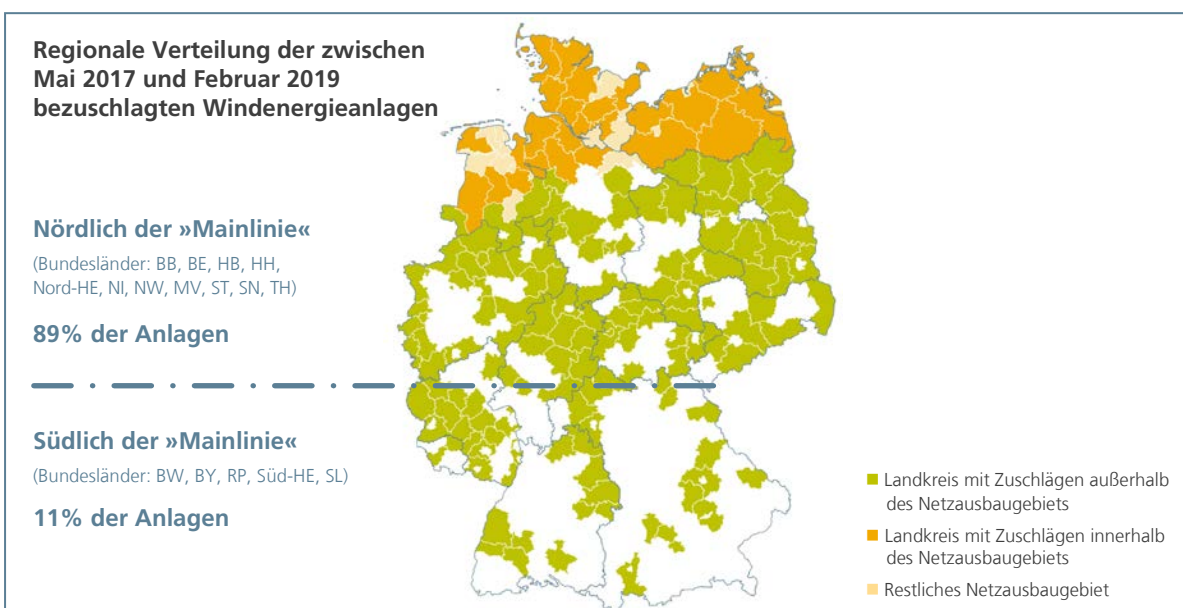 Regionale Verteilung der zwischen
Mai 2017 und Februar 2019
bezuschlagten Windenergieanlagen
Nördlich der »Mainlinie«
(Bundesländer: BB, BE, HB, HH,
Nord-HE, NI, NW, MV, ST, SN, TH)
89% der Anlagen
Südlich der »Mainlinie«
(Bundesländer: BW, BY, RP, Süd-HE, SL)
11% der Anlagen
Landkreis mit Zuschlägen außerhalb
des Netzausbaugebiets
Landkreis mit Zuschlägen innerhalb
des Netzausbaugebiets
Restliches Netzausbaugebiet